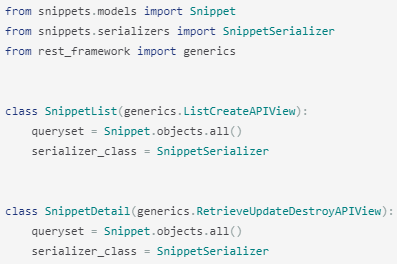 from snippets.models import Snippet
from snippets.serializers import SnippetSerializer
from rest_framework import generics


class SnippetList(generics.ListCreateAPIView):
    queryset = Snippet.objects.all()
    serializer_class = SnippetSerializer


class SnippetDetail(generics.RetrieveUpdateDestroyAPIView):
    queryset = Snippet.objects.all()
    serializer_class = SnippetSerializer